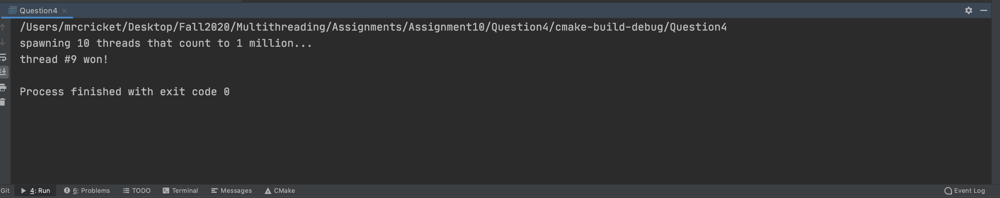 Question4
/Users/mrcricket/Desktop/Fall2020/Multithreading/Assignments/Assignment10/Question4/cmake-build-debug/Question4
spawning 10 threads that count to 1 million...
thread #9 won!
Process finished with exit code 0
Git 4: Run 6: Problems TODO Terminal Messages CMake Event Log